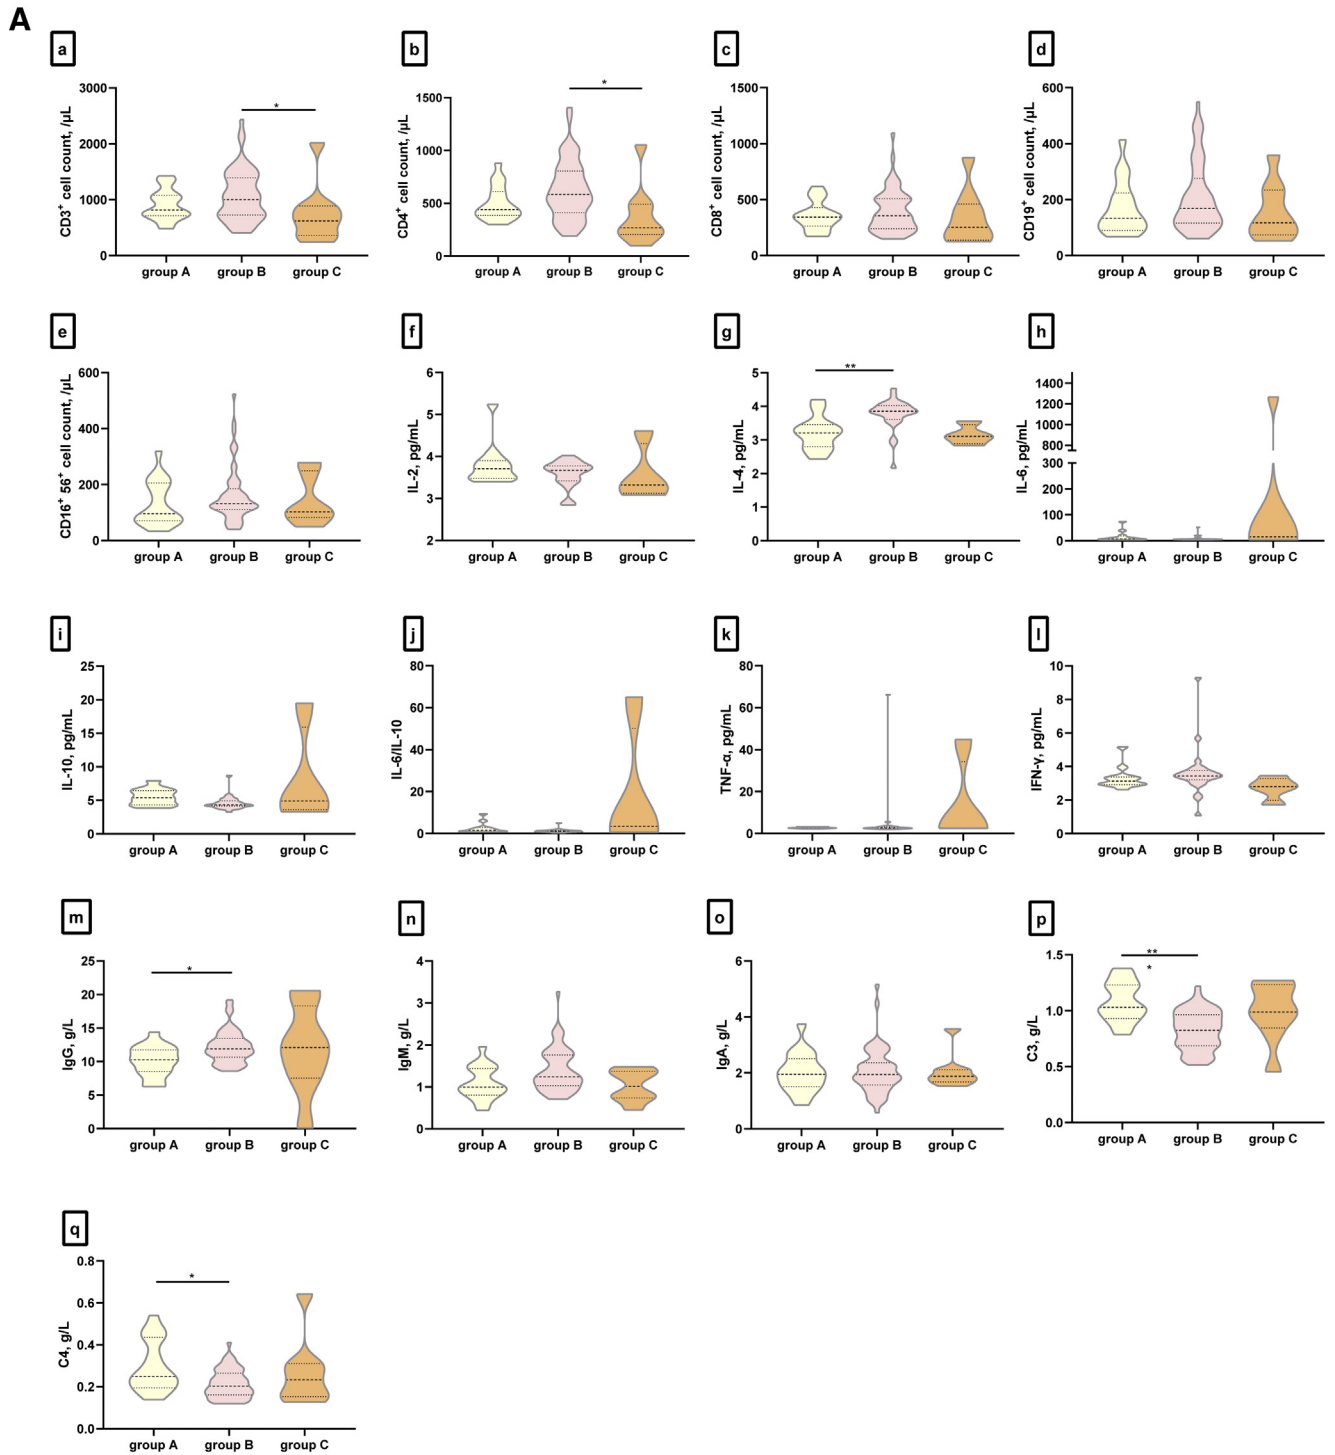 A
a
CD3+ cell count, /μL
3000
2000
1000
0
*
group A
group B
group C
b
CD4+ cell count, /μL
1500
1000
500
0
*
group A
group B
group C
c
CD8+ cell count, /μL
1500
1000
500
0
group A
group B
group C
d
CD19+ cell count, /μL
600
400
200
0
group A
group B
group C
e
CD16+ 56+ cell count, /μL
600
400
200
0
group A
group B
group C
f
IL-2, pg/mL
6
5
4
3
2
group A
group B
group C
g
IL-4, pg/mL
5
4
3
2
1
0
**
group A
group B
group C
h
IL-6, pg/mL
1400
1200
1000
800
300
200
100
0
group A
group B
group C
i
IL-10, pg/mL
25
20
15
10
5
0
group A
group B
group C
j
IL-6/IL-10
80
60
40
20
0
group A
group B
group C
k
TNF-α, pg/mL
80
60
40
20
0
group A
group B
group C
l
IFN-γ, pg/mL
10
8
6
4
2
0
group A
group B
group C
m
IgG, g/L
25
20
15
10
5
0
*
group A
group B
group C
n
IgM, g/L
4
3
2
1
0
group A
group B
group C
o
IgA, g/L
6
4
2
0
group A
group B
group C
p
C3, g/L
1.5
1.0
0.5
0.0
**
*
group A
group B
group C
q
C4, g/L
0.8
0.6
0.4
0.2
0.0
*
group A
group B
group C